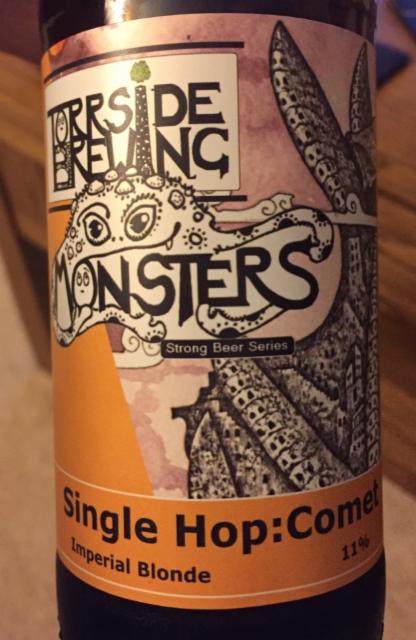 TORRSIDE
BREWING
MONSTERS
Strong Beer Series
Single Hop:Comet
Imperial Blonde
11%